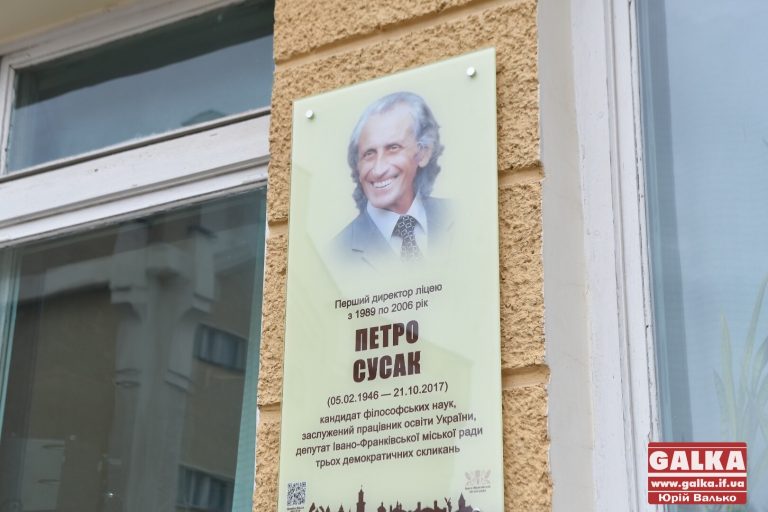 Перший директор ліцею
з 1989 по 2006 рік
ПЕТРО
СУСАК
(05.02.1946 — 21.10.2017)
кандидат філософських наук,
заслужений працівник освіти України,
депутат Івано-Франківської міської ради
трьох демократичних скликань
GALKA
www.galka.if.ua
Юрій Валько